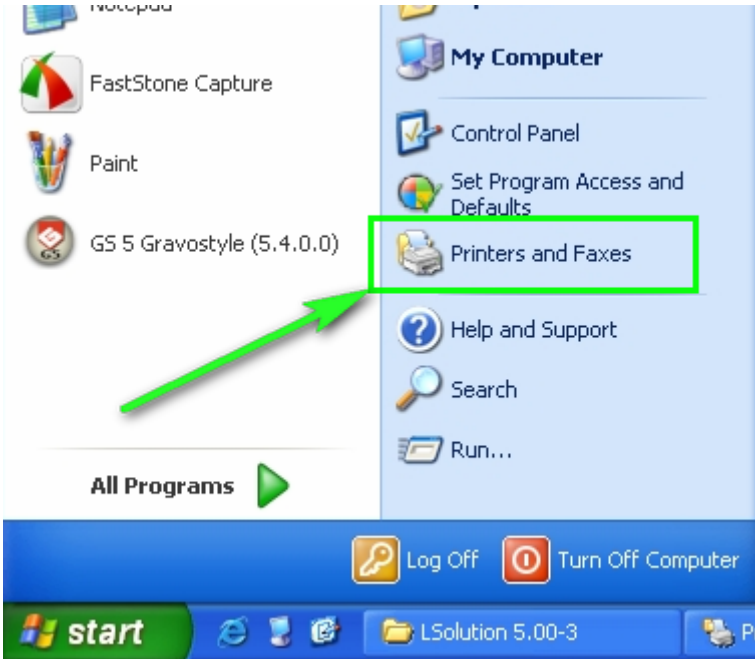 Notepad
FastStone Capture
Paint
GS 5 Gravostyle (5.4.0.0)
All Programs
My Computer
Control Panel
Set Program Access and
Defaults
Printers and Faxes
Help and Support
Search
Run...
Log Off
Turn Off Computer
start
LSolution 5.00-3
P